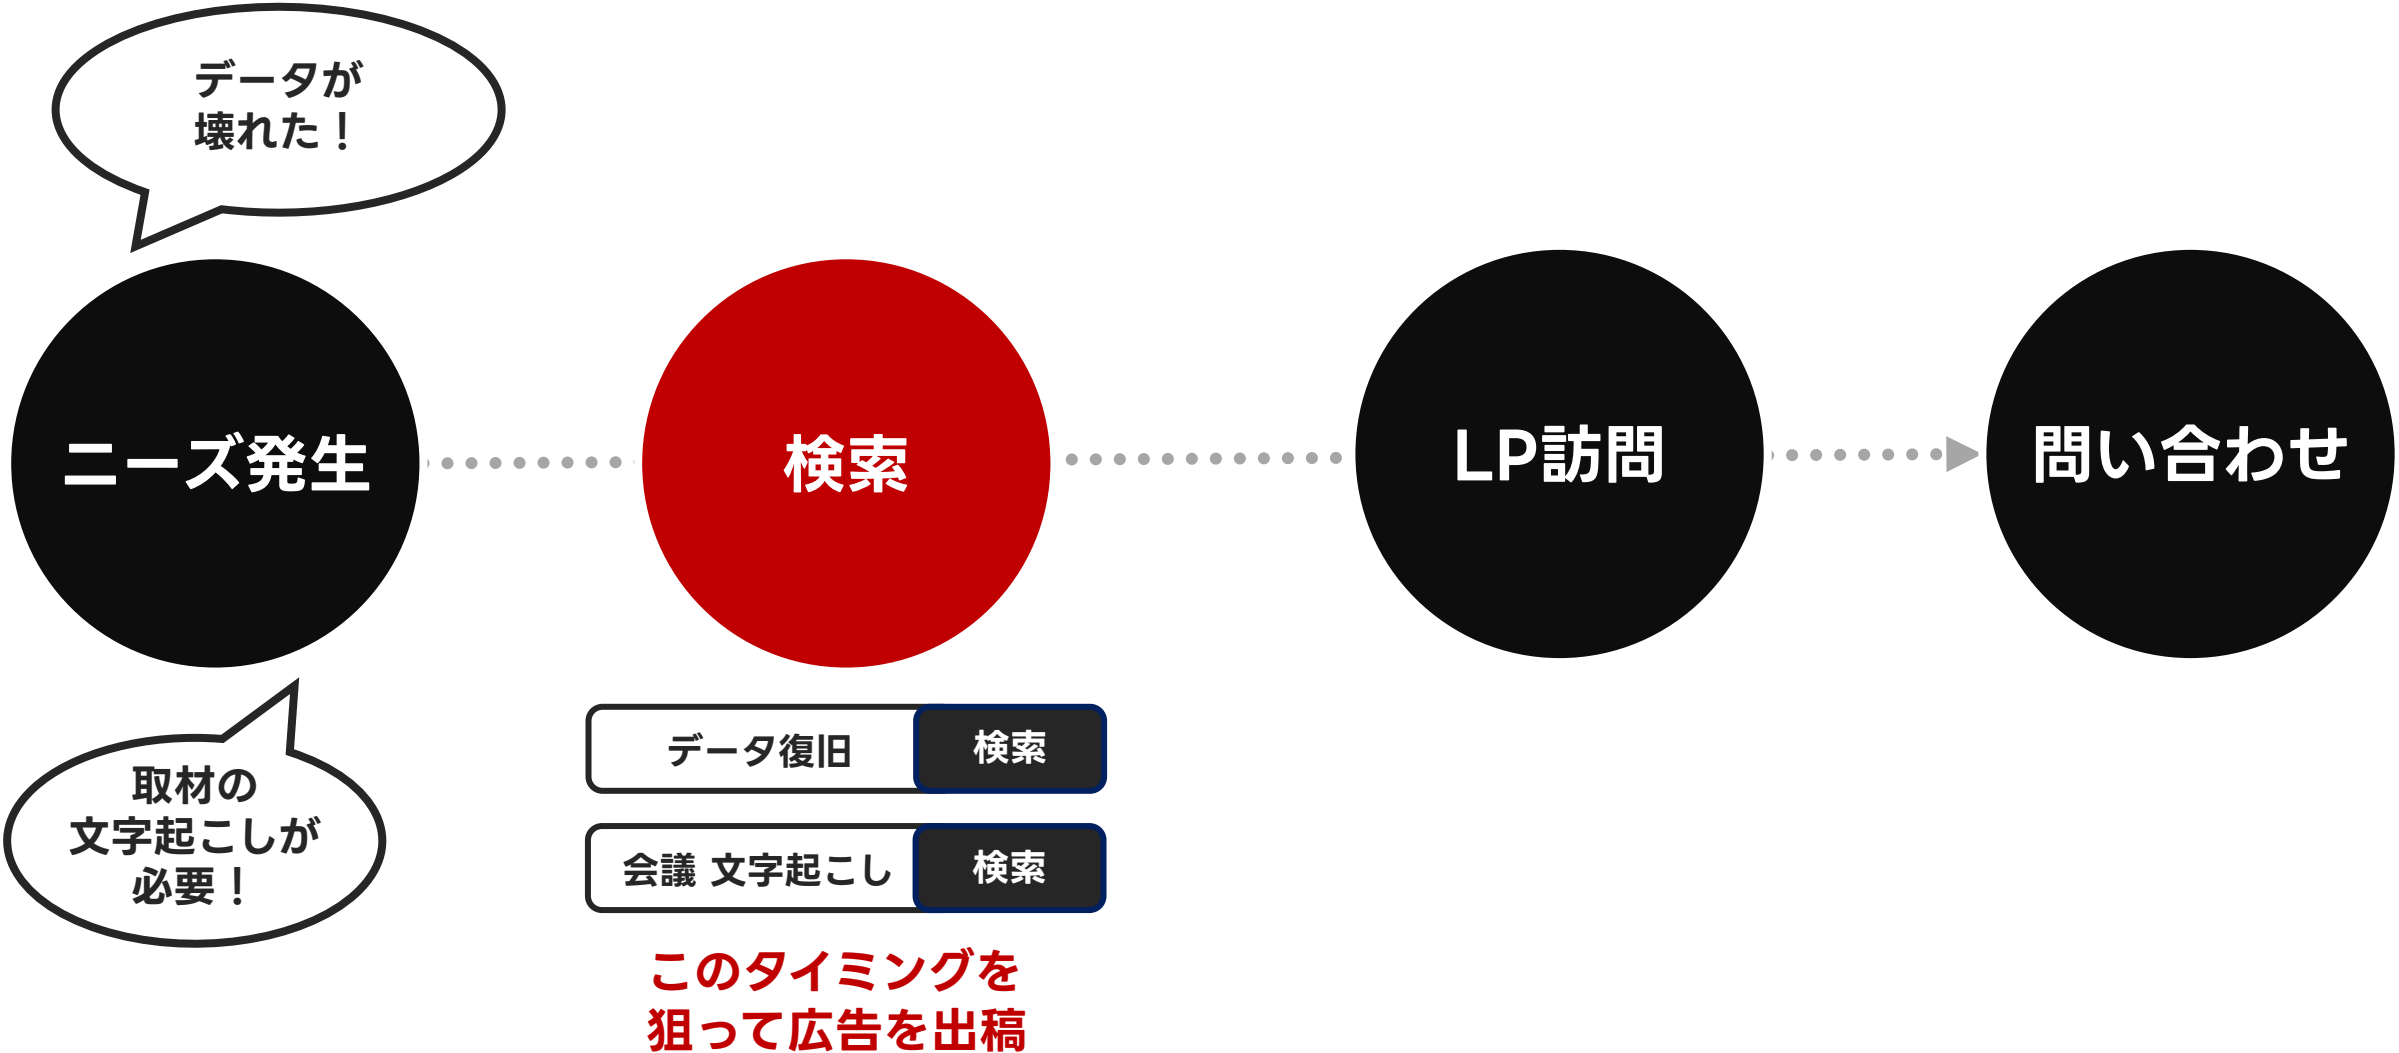 データが
壊れた！
ニーズ発生
検索
LP訪問
問い合わせ
取材の
文字起こしが
必要！
データ復旧 検索
会議 文字起こし 検索
このタイミングを
狙って広告を出稿